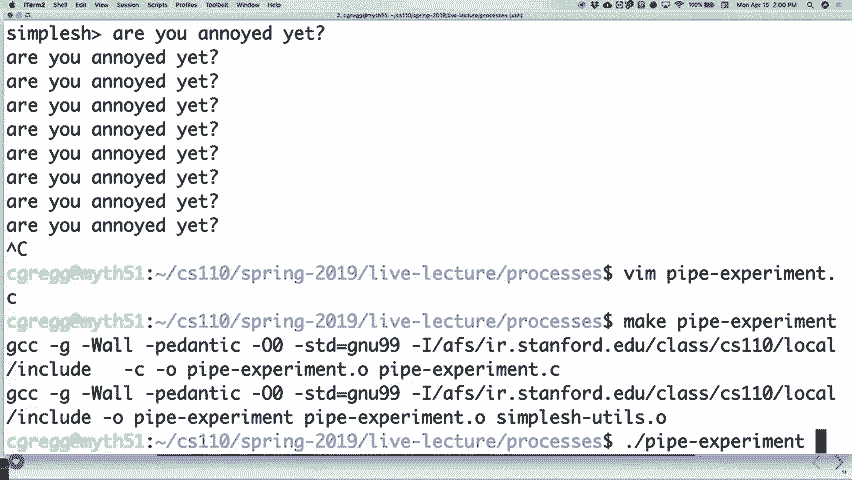 iTerm2 Shell Edit View Session Scripts Profiles Toolbelt Window Help 100% Mon Apr 15 2:00 PM
2. cgregg@myth51: ~/cs110/spring-2019/live-lecture/processes (ssh)
simplesh> are you annoyed yet?
are you annoyed yet?
are you annoyed yet?
are you annoyed yet?
are you annoyed yet?
are you annoyed yet?
are you annoyed yet?
are you annoyed yet?
are you annoyed yet?
^C
cgregg@myth51:~/cs110/spring-2019/live-lecture/processes$ vim pipe-experiment.
c
cgregg@myth51:~/cs110/spring-2019/live-lecture/processes$ make pipe-experiment
gcc -g -Wall -pedantic -O0 -std=gnu99 -I/afs/ir.stanford.edu/class/cs110/local
/include   -c -o pipe-experiment.o pipe-experiment.c
gcc -g -Wall -pedantic -O0 -std=gnu99 -I/afs/ir.stanford.edu/class/cs110/local
/include -o pipe-experiment pipe-experiment.o simplesh-utils.o
cgregg@myth51:~/cs110/spring-2019/live-lecture/processes$ ./pipe-experiment